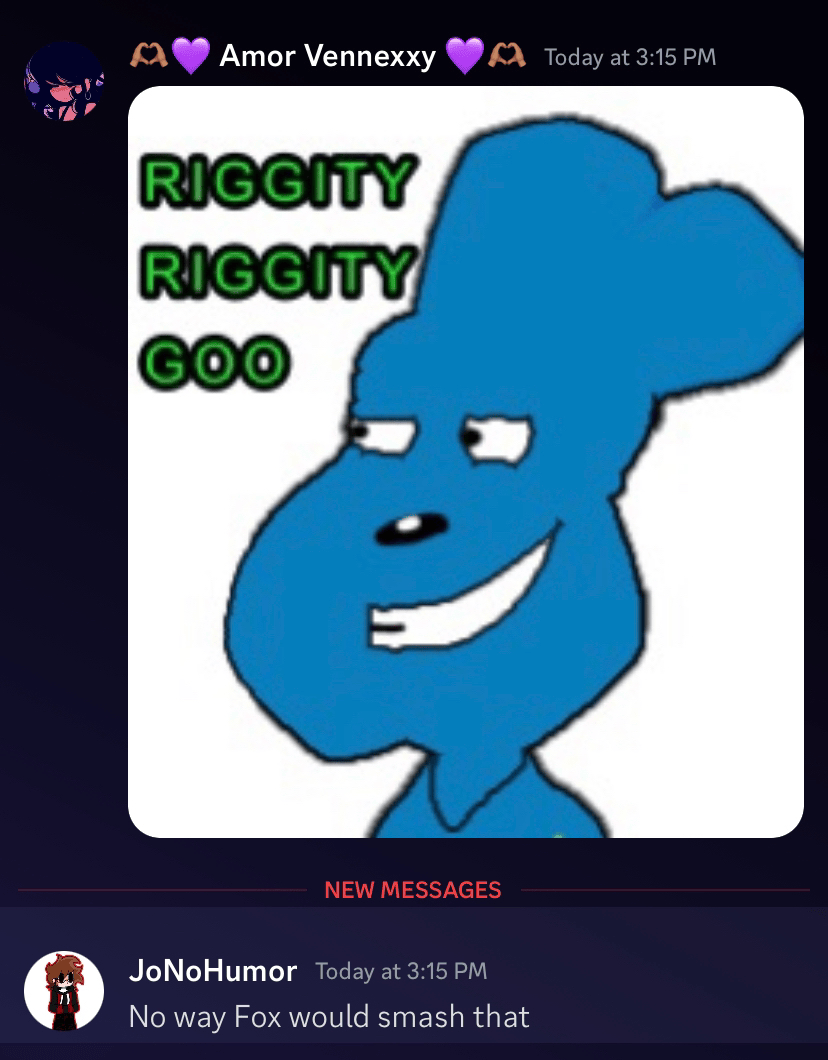 🫶🏽💜 Amor Vennexxy 💜🫶🏽 Today at 3:15 PM
RIGGITY
RIGGITY
GOO
NEW MESSAGES
JoNoHumor Today at 3:15 PM
No way Fox would smash that